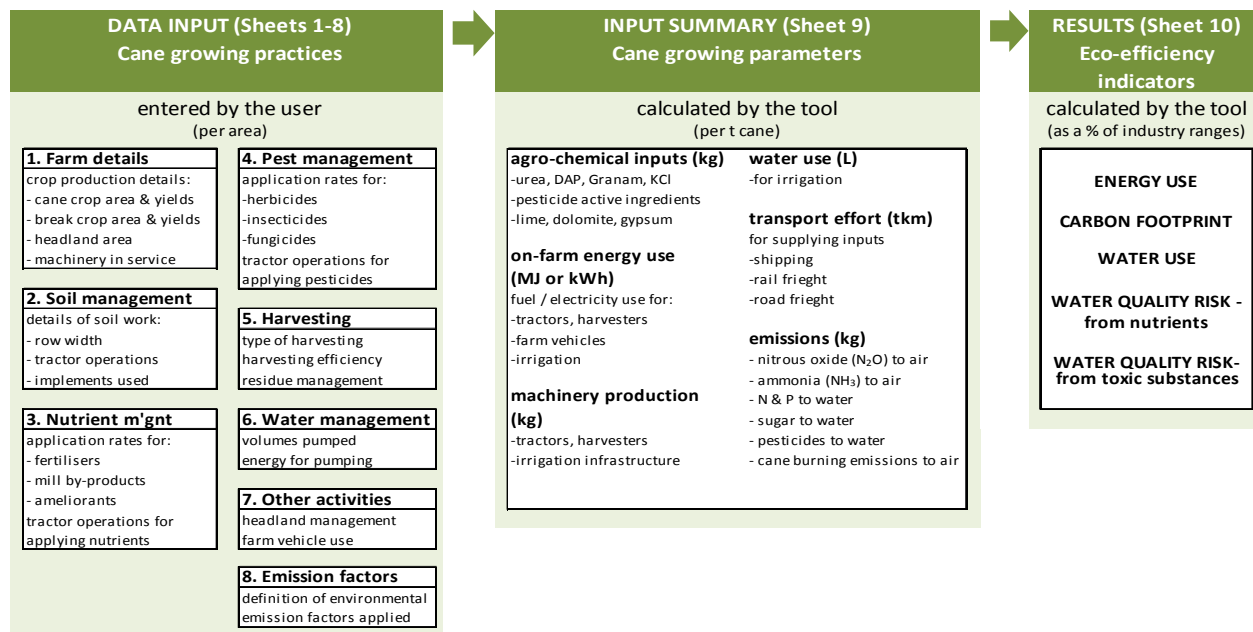 DATA INPUT (Sheets 1-8)
Cane growing practices
entered by the user
(per area)
1. Farm details
crop production details:
- cane crop area & yields
- break crop area & yields
- headland area
- machinery in service
2. Soil management
details of soil work:
- row width
- tractor operations
- implements used
3. Nutrient m'gnt
application rates for:
- fertilisers
- mill by-products
- ameliorants
tractor operations for
applying nutrients
4. Pest management
application rates for:
-herbicides
-insecticides
-fungicides
tractor operations for
applying pesticides
5. Harvesting
type of harvesting
harvesting efficiency
residue management
6. Water management
volumes pumped
energy for pumping
7. Other activities
headland management
farm vehicle use
8. Emission factors
definition of environmental
emission factors applied
INPUT SUMMARY (Sheet 9)
Cane growing parameters
calculated by the tool
(per t cane)
agro-chemical inputs (kg)
-urea, DAP, Granam, KCl
-pesticide active ingredients
-lime, dolomite, gypsum
on-farm energy use
(MJ or kWh)
fuel / electricity use for:
-tractors, harvesters
-farm vehicles
-irrigation
machinery production
(kg)
-tractors, harvesters
-irrigation infrastructure
water use (L)
-for irrigation
transport effort (tkm)
for supplying inputs
-shipping
-rail frieght
-road frieght
emissions (kg)
- nitrous oxide (N₂O) to air
- ammonia (NH₃) to air
- N & P to water
- sugar to water
- pesticides to water
- cane burning emissions to air
RESULTS (Sheet 10)
Eco-efficiency
indicators
calculated by the tool
(as a % of industry ranges)
ENERGY USE
CARBON FOOTPRINT
WATER USE
WATER QUALITY RISK -
from nutrients
WATER QUALITY RISK-
from toxic substances